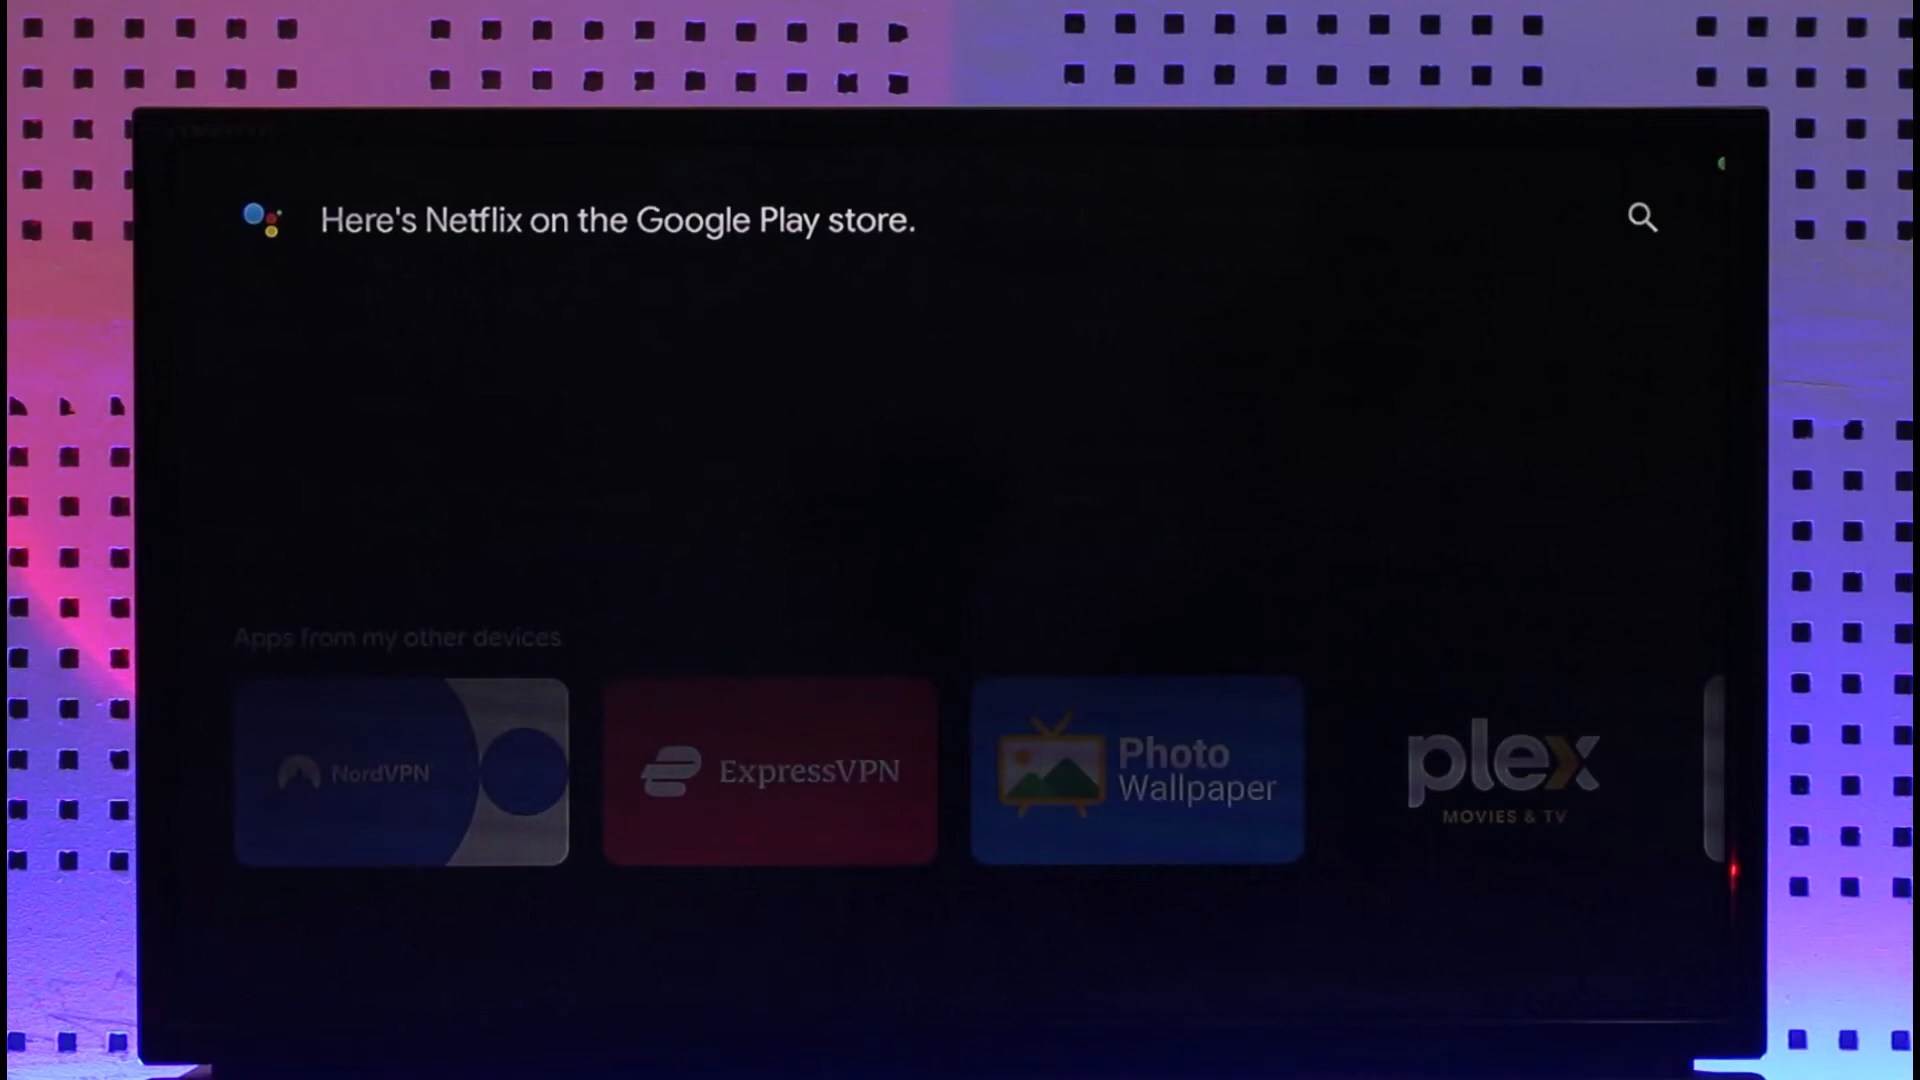 Here's Netflix on the Google Play store.
Apps from my other devices
NordVPN
ExpressVPN
Photo
Wallpaper
plex
MOVIES & TV